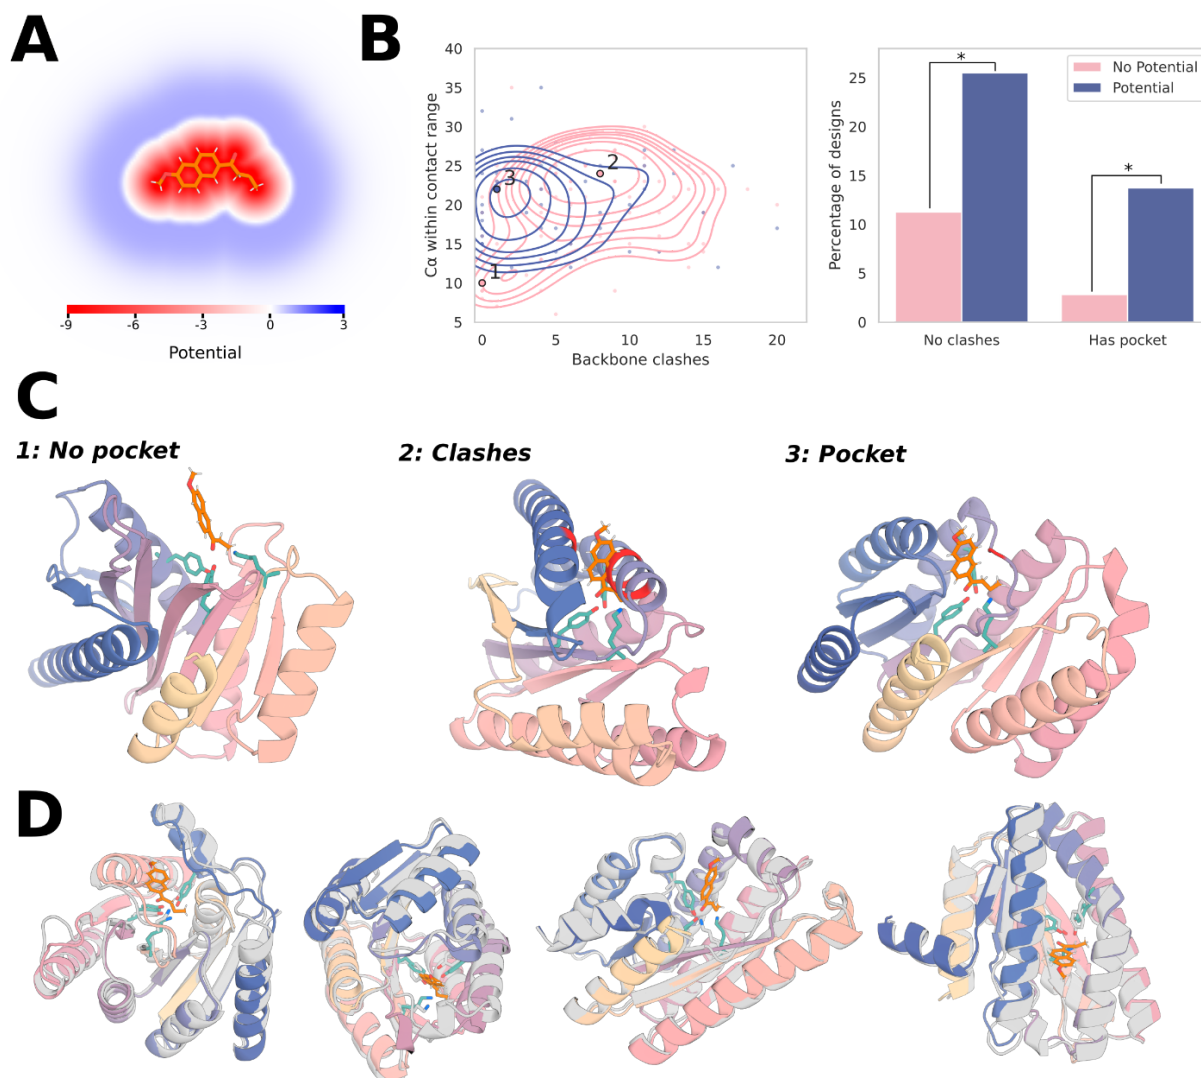 A
-9 -6 -3 0 3
Potential
B
40
35
30
25
20
15
10
5
Cα within contact range
0 5 10 15 20
Backbone clashes
1
2
3
25
20
15
10
5
0
Percentage of designs
*
*
No Potential
Potential
No clashes Has pocket
C
1: No pocket 2: Clashes 3: Pocket
D